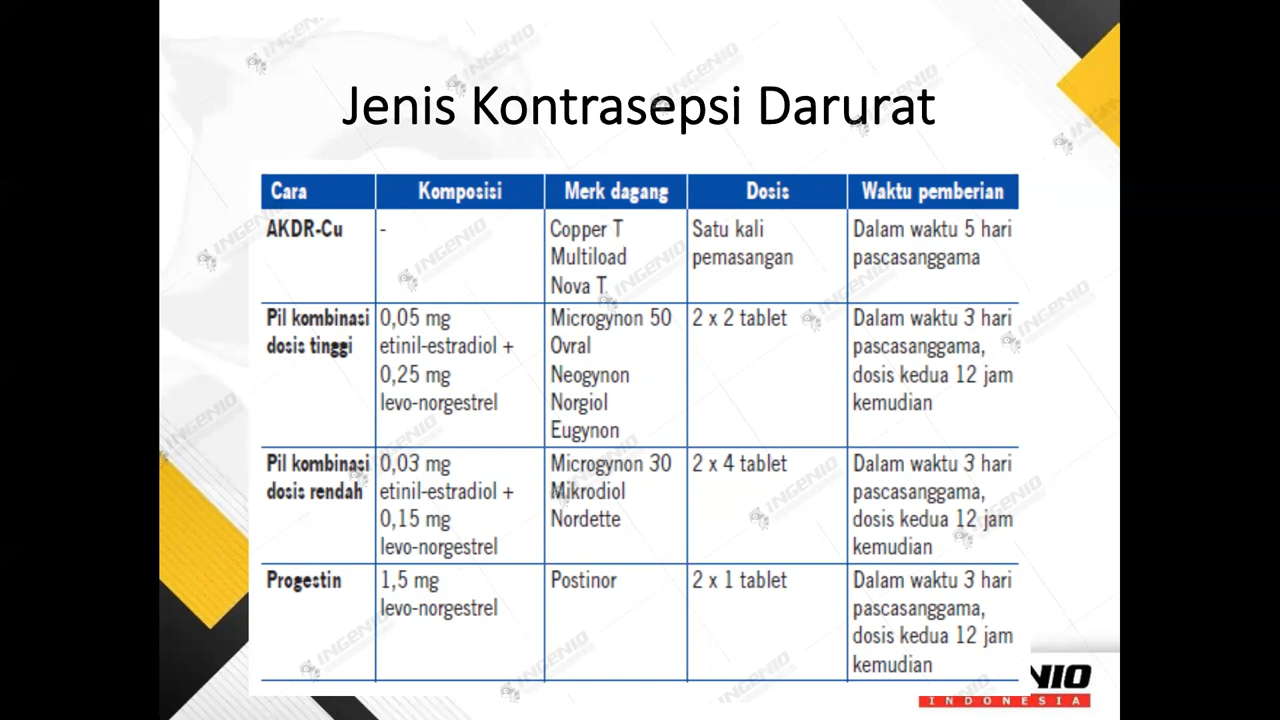 Jenis Kontrasepsi Darurat
Cara Komposisi Merk dagang Dosis Waktu pemberian
AKDR-Cu - Copper T Satu kali Dalam waktu 5 hari
Multiload pemasangan pascasanggama
Nova T
Pil kombinasi 0,05 mg Microgynon 50 2 x 2 tablet Dalam waktu 3 hari
dosis tinggi etinil-estradiol + Ovral pascasanggama,
0,25 mg Neogynon dosis kedua 12 jam
levo-norgestrel Norgiol kemudian
Eugynon
Pil kombinasi 0,03 mg Microgynon 30 2 x 4 tablet Dalam waktu 3 hari
dosis rendah etinil-estradiol + Mikrodiol pascasanggama,
0,15 mg Nordette dosis kedua 12 jam
levo-norgestrel kemudian
Progestin 1,5 mg Postinor 2 x 1 tablet Dalam waktu 3 hari
levo-norgestrel pascasanggama,
dosis kedua 12 jam
kemudian
NIO
INDONESIA
INGENIO